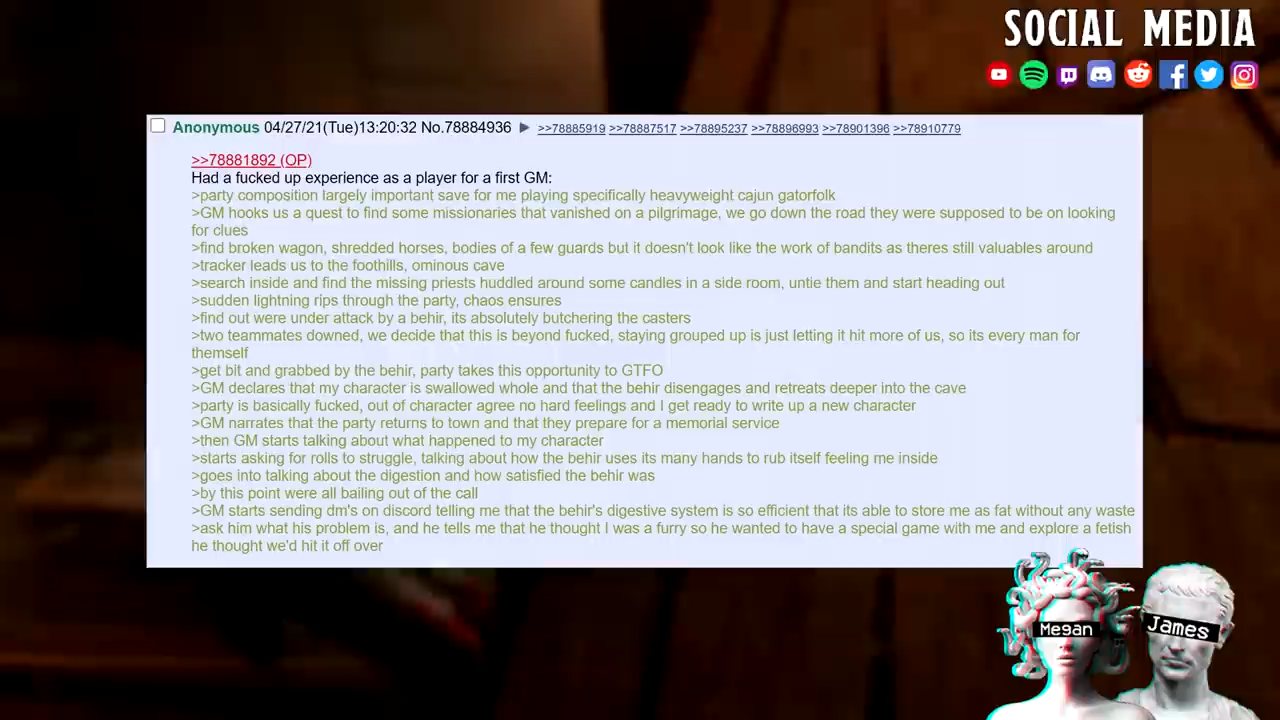 SOCIAL MEDIA
Anonymous 04/27/21(Tue)13:20:32 No.78884936 ▶ >>78885919 >>78887517 >>78895237 >>78896993 >>78901396 >>78910779
>>78881892 (OP)
Had a fucked up experience as a player for a first GM:
>party composition largely important save for me playing specifically heavyweight cajun gatorfolk
>GM hooks us a quest to find some missionaries that vanished on a pilgrimage, we go down the road they were supposed to be on looking
for clues
>find broken wagon, shredded horses, bodies of a few guards but it doesn't look like the work of bandits as theres still valuables around
>tracker leads us to the foothills, ominous cave
>search inside and find the missing priests huddled around some candles in a side room, untie them and start heading out
>sudden lightning rips through the party, chaos ensures
>find out were under attack by a behir, its absolutely butchering the casters
>two teammates downed, we decide that this is beyond fucked, staying grouped up is just letting it hit more of us, so its every man for
themself
>get bit and grabbed by the behir, party takes this opportunity to GTFO
>GM declares that my character is swallowed whole and that the behir disengages and retreats deeper into the cave
>party is basically fucked, out of character agree no hard feelings and I get ready to write up a new character
>GM narrates that the party returns to town and that they prepare for a memorial service
>then GM starts talking about what happened to my character
>starts asking for rolls to struggle, talking about how the behir uses its many hands to rub itself feeling me inside
>goes into talking about the digestion and how satisfied the behir was
>by this point were all bailing out of the call
>GM starts sending dm's on discord telling me that the behir's digestive system is so efficient that its able to store me as fat without any waste
>ask him what his problem is, and he tells me that he thought I was a furry so he wanted to have a special game with me and explore a fetish
he thought we'd hit it off over
Megan
James